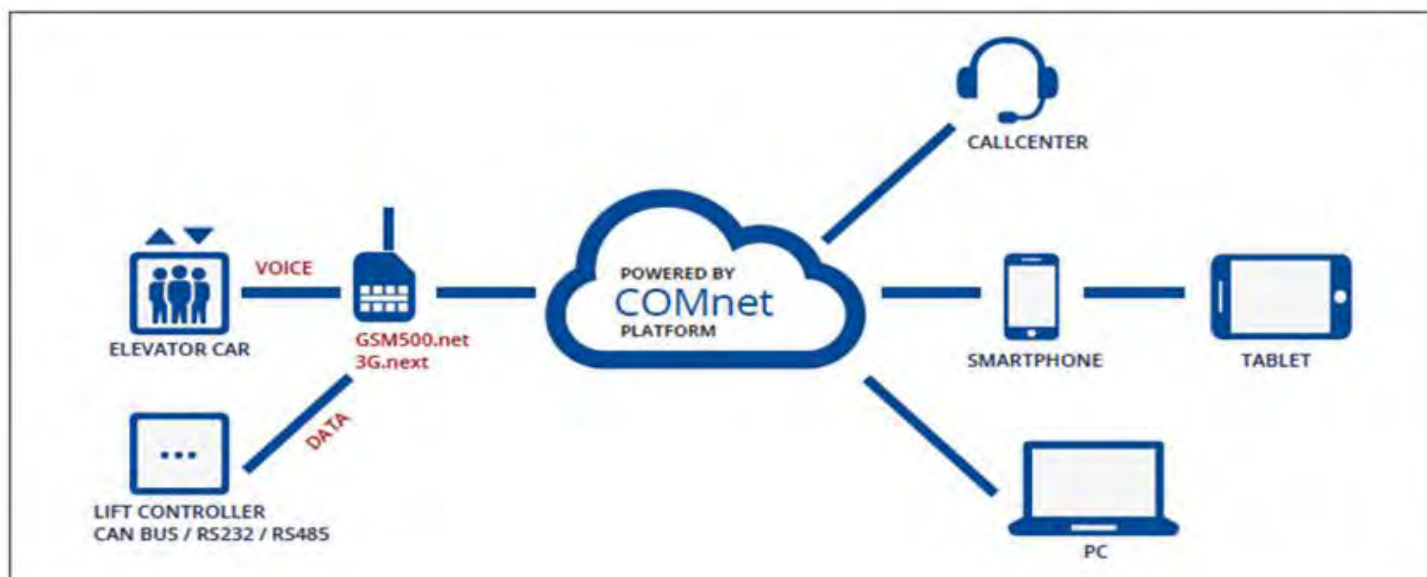 CALLCENTER
VOICE
ELEVATOR CAR
GSM500.net
3G.next
DATA
LIFT CONTROLLER
CAN BUS / RS232 / RS485
POWERED BY
COMnet
PLATFORM
SMARTPHONE
TABLET
PC